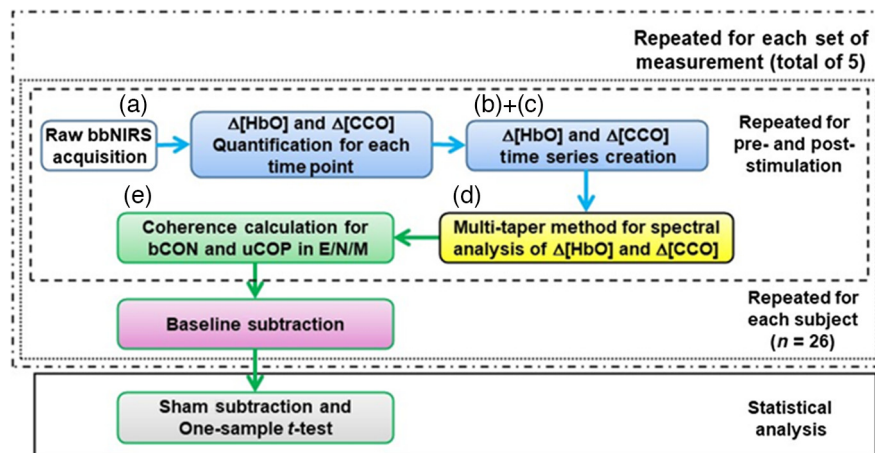 Repeated for each set of
measurement (total of 5)
(a)
(b)+(c)
Raw bbNIRS
acquisition
Δ[HbO] and Δ[CCO]
Quantification for each
time point
Δ[HbO] and Δ[CCO]
time series creation
Repeated for
pre- and post-
stimulation
(e)
(d)
Coherence calculation for
bCON and uCOP in E/N/M
Multi-taper method for spectral
analysis of Δ[HbO] and Δ[CCO]
Baseline subtraction
Repeated for
each subject
(n = 26)
Sham subtraction and
One-sample t-test
Statistical
analysis